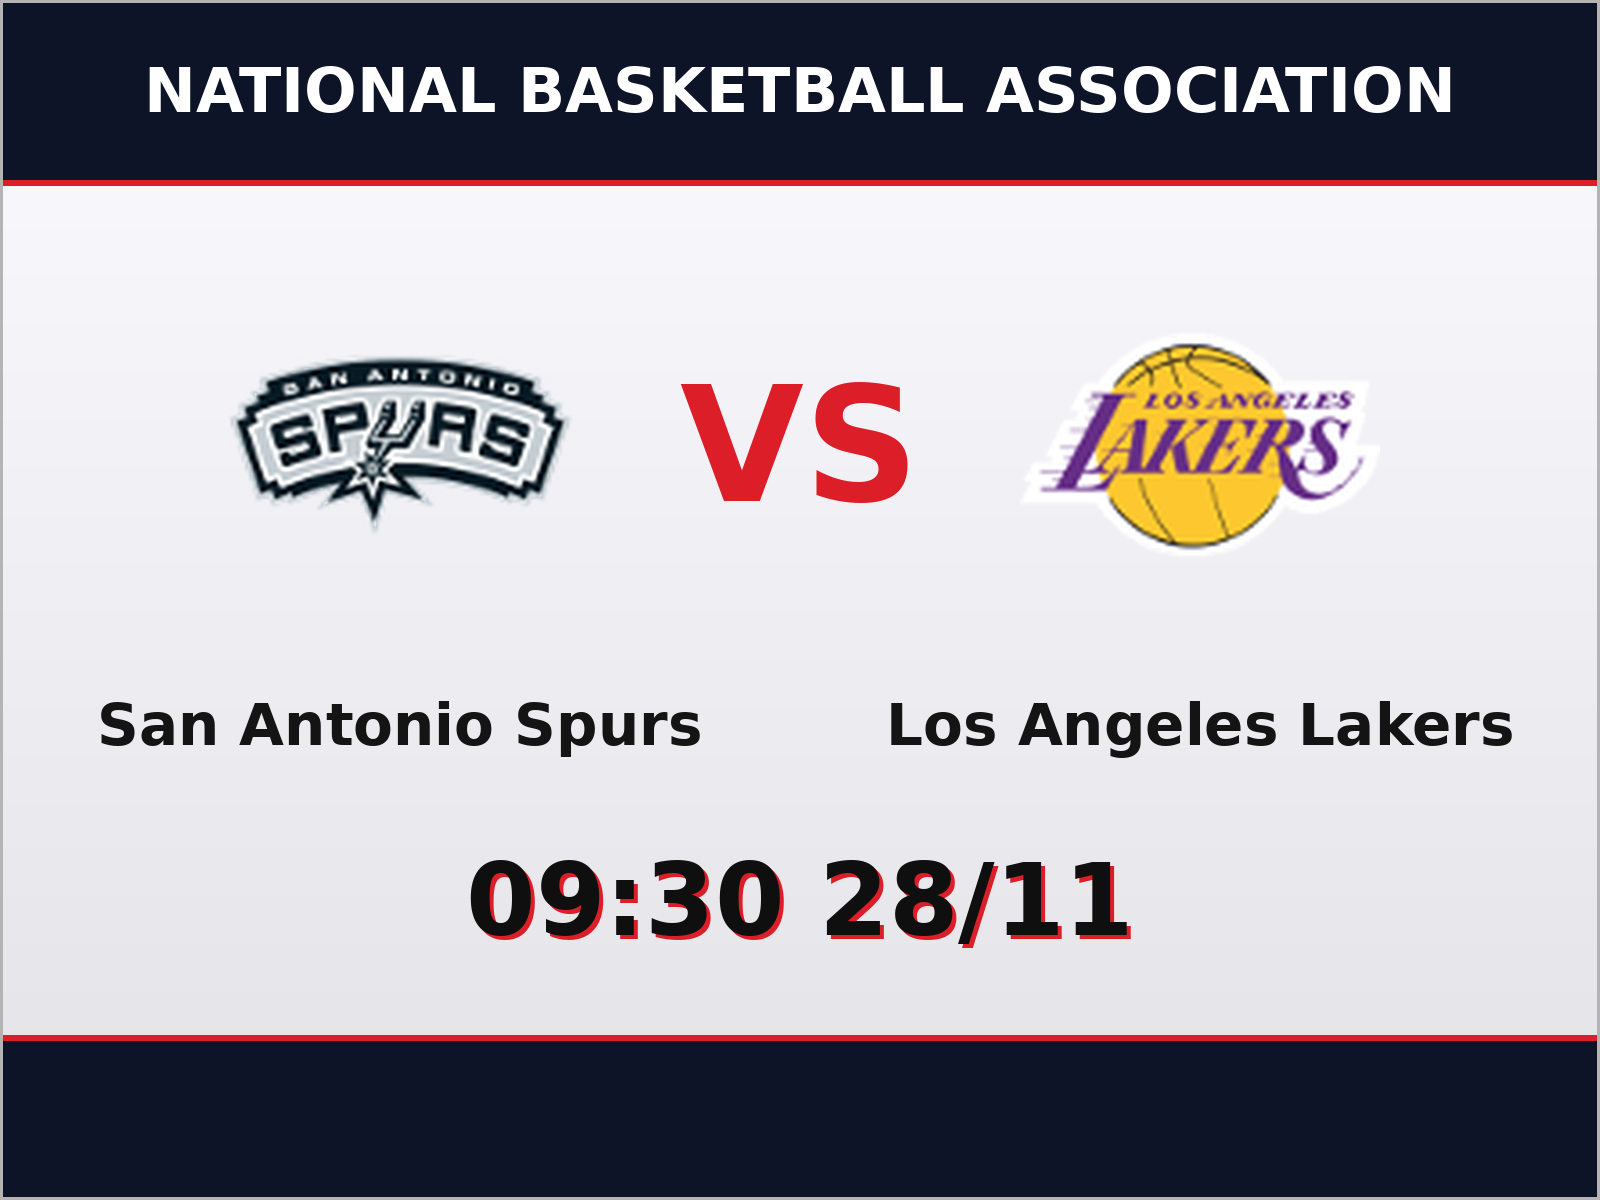 NATIONAL BASKETBALL ASSOCIATION
SAN ANTONIO
SPURS
VS
LOS ANGELES
LAKERS
San Antonio Spurs
Los Angeles Lakers
09:30 28/11